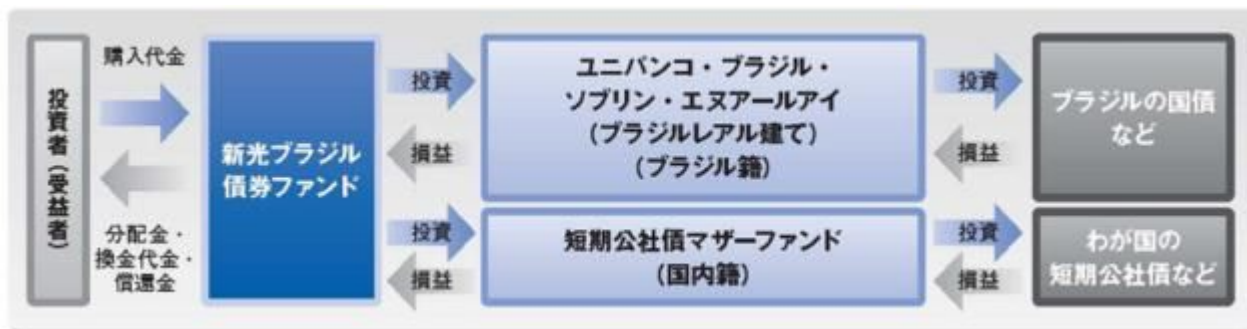 投資者(受益者)
購入代金
分配金・
換金代金・
償還金
新光ブラジル
債券ファンド
投資
損益
投資
損益
ユニバンコ・ブラジル・
ソブリン・エヌアールアイ
(ブラジルレアル建て)
(ブラジル籍)
短期公社債マザーファンド
(国内籍)
投資
損益
投資
損益
ブラジルの国債
など
わが国の
短期公社債など